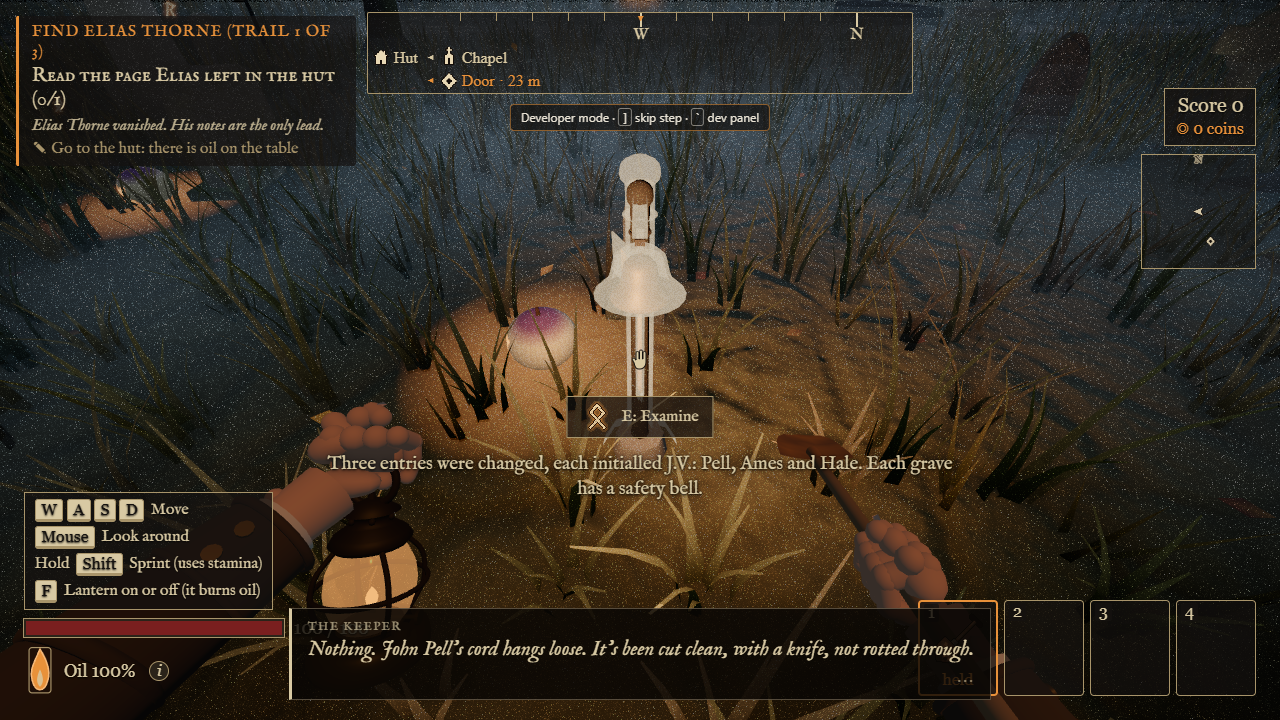 FIND ELIAS THORNE (TRAIL 1 OF
3)
READ THE PAGE ELIAS LEFT IN THE HUT
(0/1)
Elias Thorne vanished. His notes are the only lead.
Go to the hut: there is oil on the table
W N
Hut Chapel
Door · 23 m
Developer mode · ] skip step · ` dev panel
Score 0
0 coins
N
E: Examine
Three entries were changed, each initialled J.V.: Pell, Ames and Hale. Each grave
has a safety bell.
W A S D Move
Mouse Look around
Hold Shift Sprint (uses stamina)
F Lantern on or off (it burns oil)
100
Oil 100% i
THE KEEPER
Nothing. John Pell's cord hangs loose. It's been cut clean, with a knife, not rotted through.
1 2 3 4
held